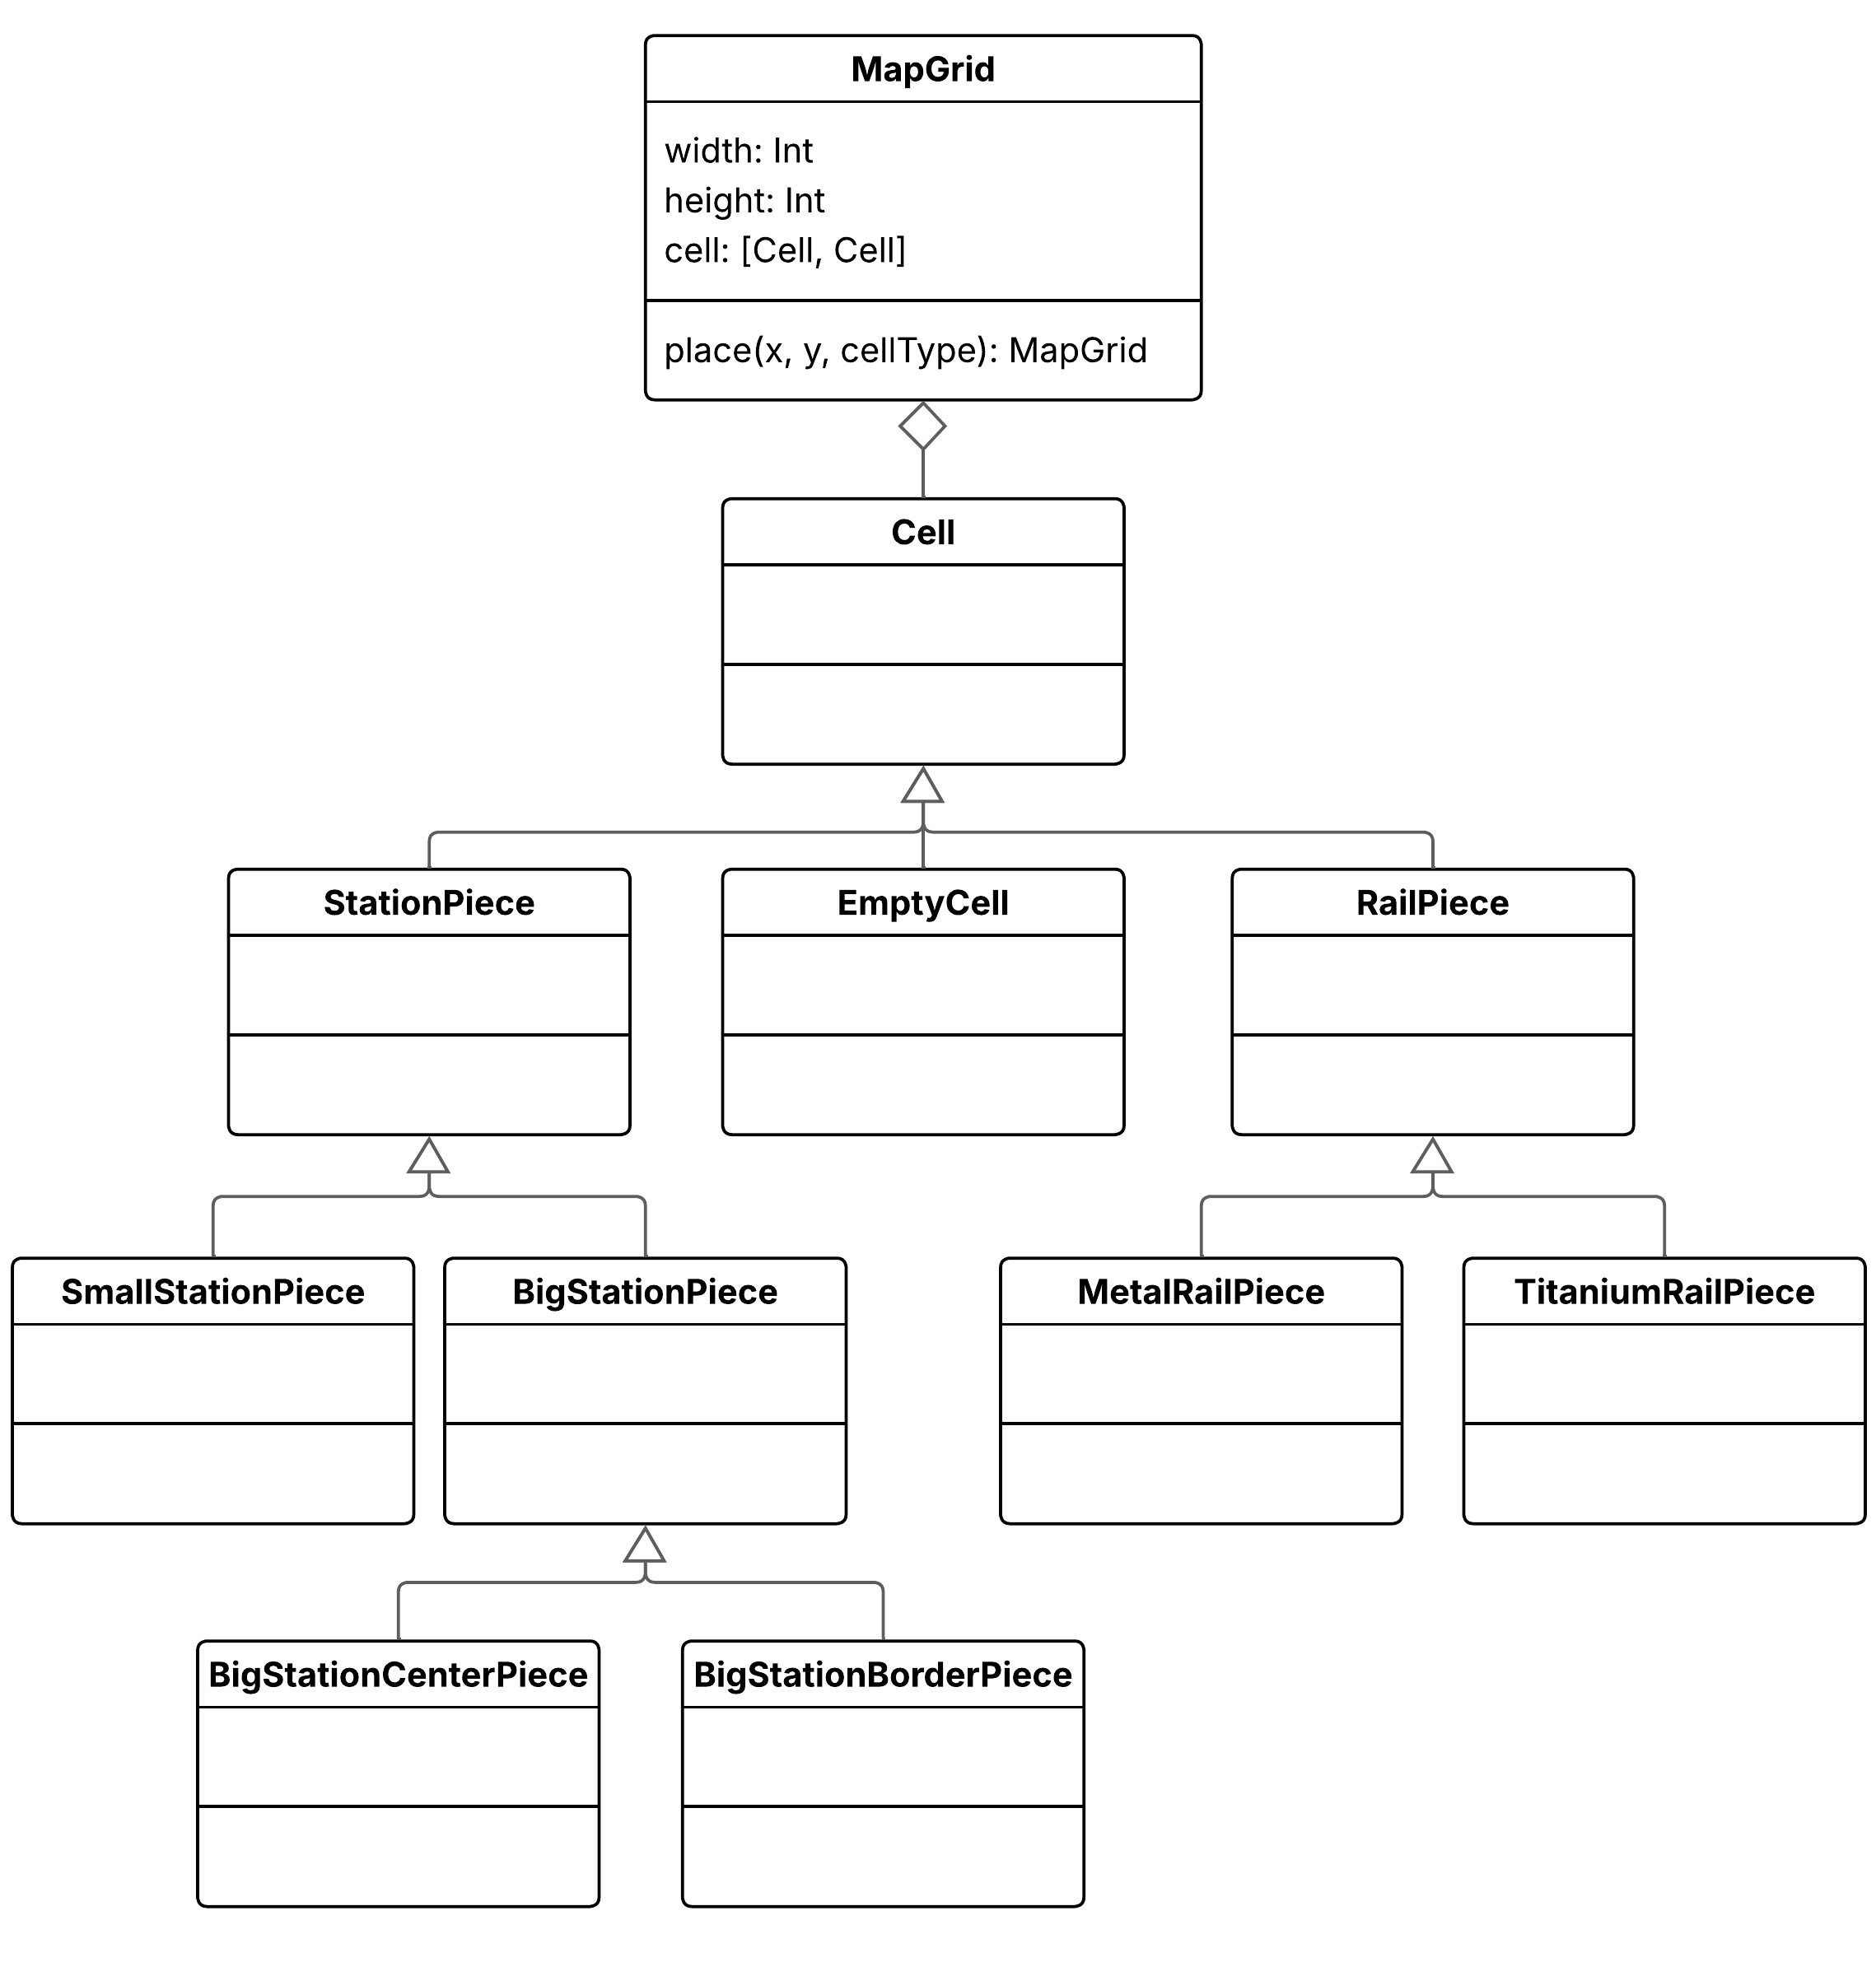 MapGrid
width: Int
height: Int
cell: [Cell, Cell]
place(x, y, cellType): MapGrid
Cell
StationPiece
EmptyCell
RailPiece
SmallStationPiece
BigStationPiece
MetalRailPiece
TitaniumRailPiece
BigStationCenterPiece
BigStationBorderPiece